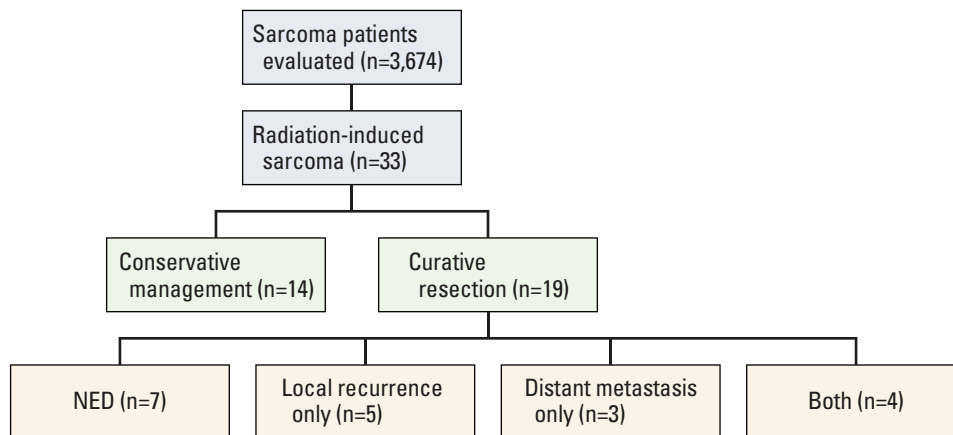 Sarcoma patients
evaluated (n=3,674)
Radiation-induced
sarcoma (n=33)
Conservative
management (n=14)
Curative
resection (n=19)
NED (n=7)
Local recurrence
only (n=5)
Distant metastasis
only (n=3)
Both (n=4)